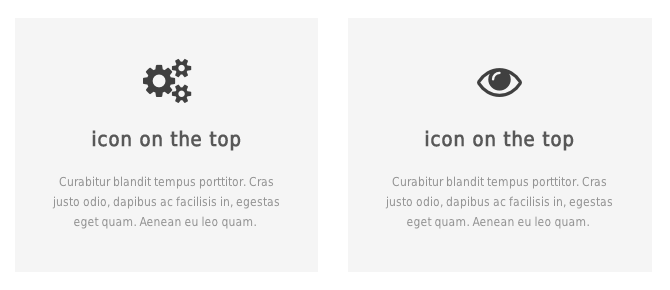 icon on the top
Curabitur blandit tempus porttitor. Cras
justo odio, dapibus ac facilisis in, egestas
eget quam. Aenean eu leo quam.
icon on the top
Curabitur blandit tempus porttitor. Cras
justo odio, dapibus ac facilisis in, egestas
eget quam. Aenean eu leo quam.